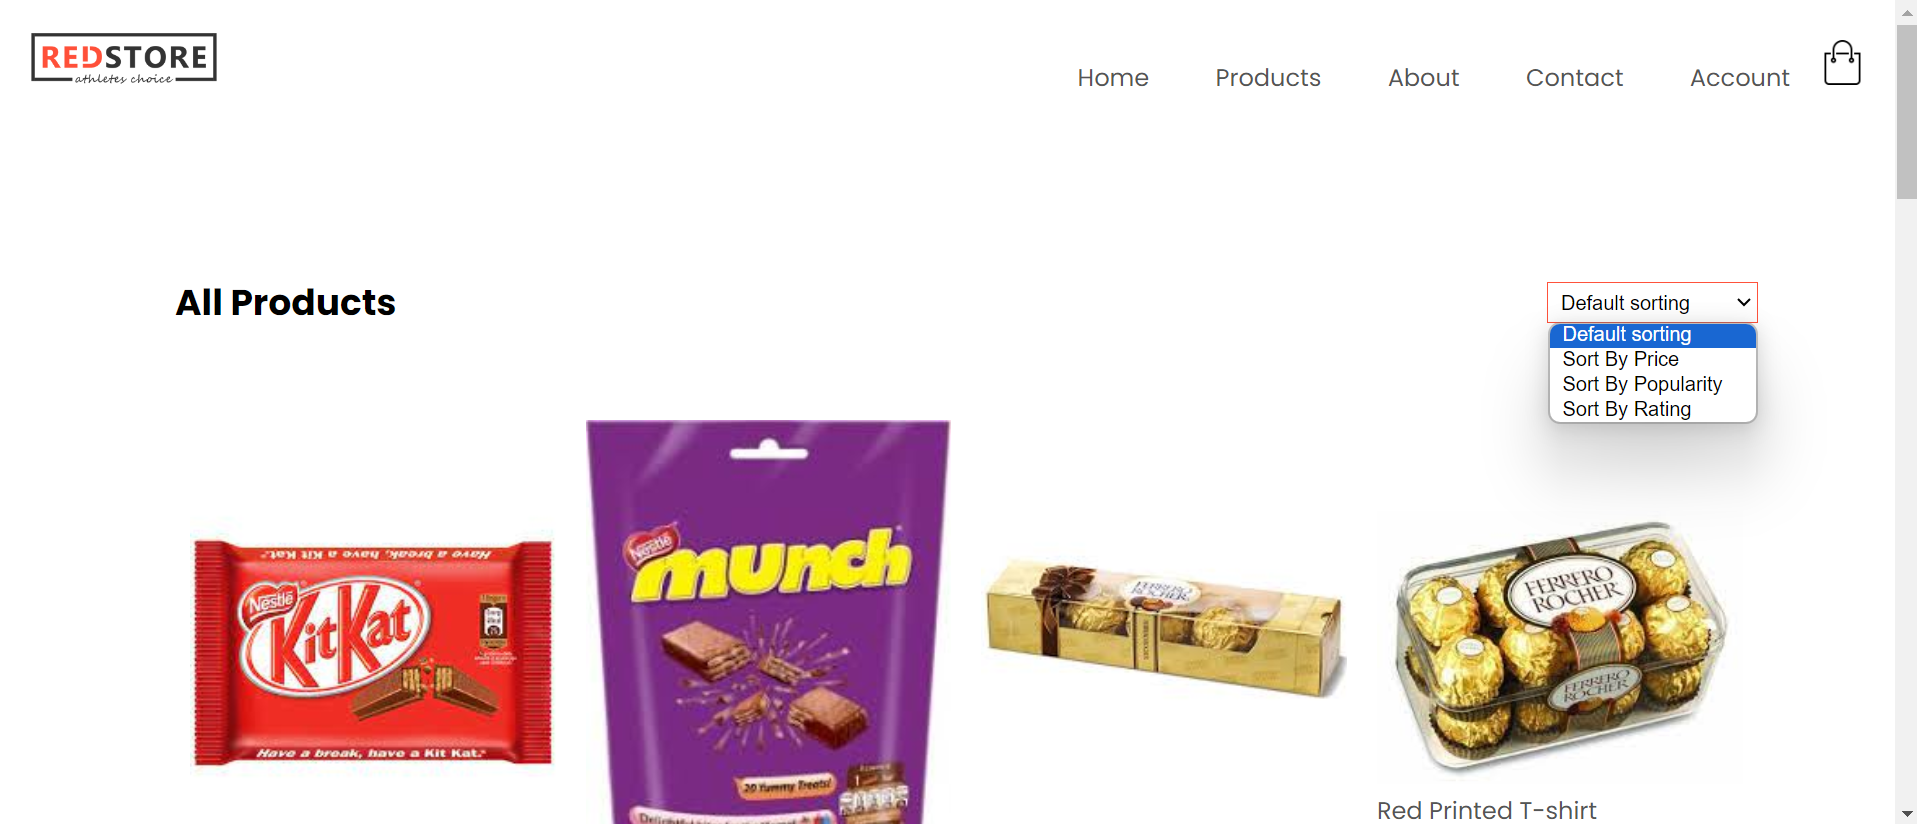 REDSTORE
athletes choice
Home Products About Contact Account
All Products
Default sorting
Default sorting
Sort By Price
Sort By Popularity
Sort By Rating
Have a break, have a Kit Kat.
Nestlé
KitKat
Have a break, have a Kit Kat.
Nestlé
munch
20 Yummy Treats!
FERRERO
ROCHER
FERRERO
ROCHER
FERRERO
ROCHER
Red Printed T-shirt